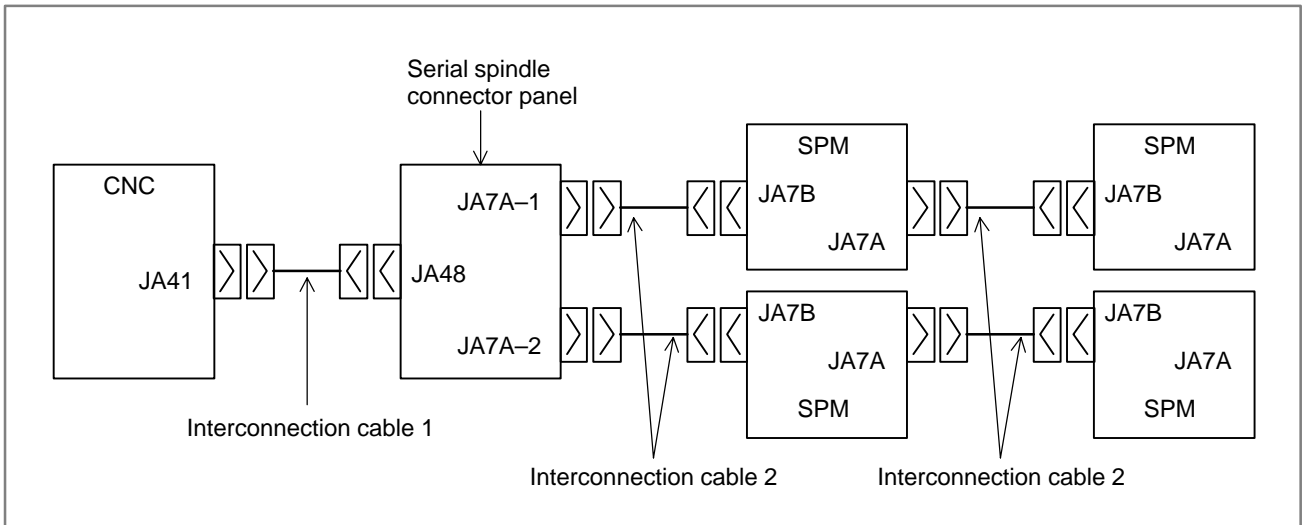 Serial spindle
connector panel
CNC
JA41
JA48
JA7A–1
JA7A–2
SPM
JA7B
JA7A
SPM
JA7B
JA7A
JA7B
JA7A
SPM
JA7B
JA7A
SPM
Interconnection cable 1
Interconnection cable 2
Interconnection cable 2